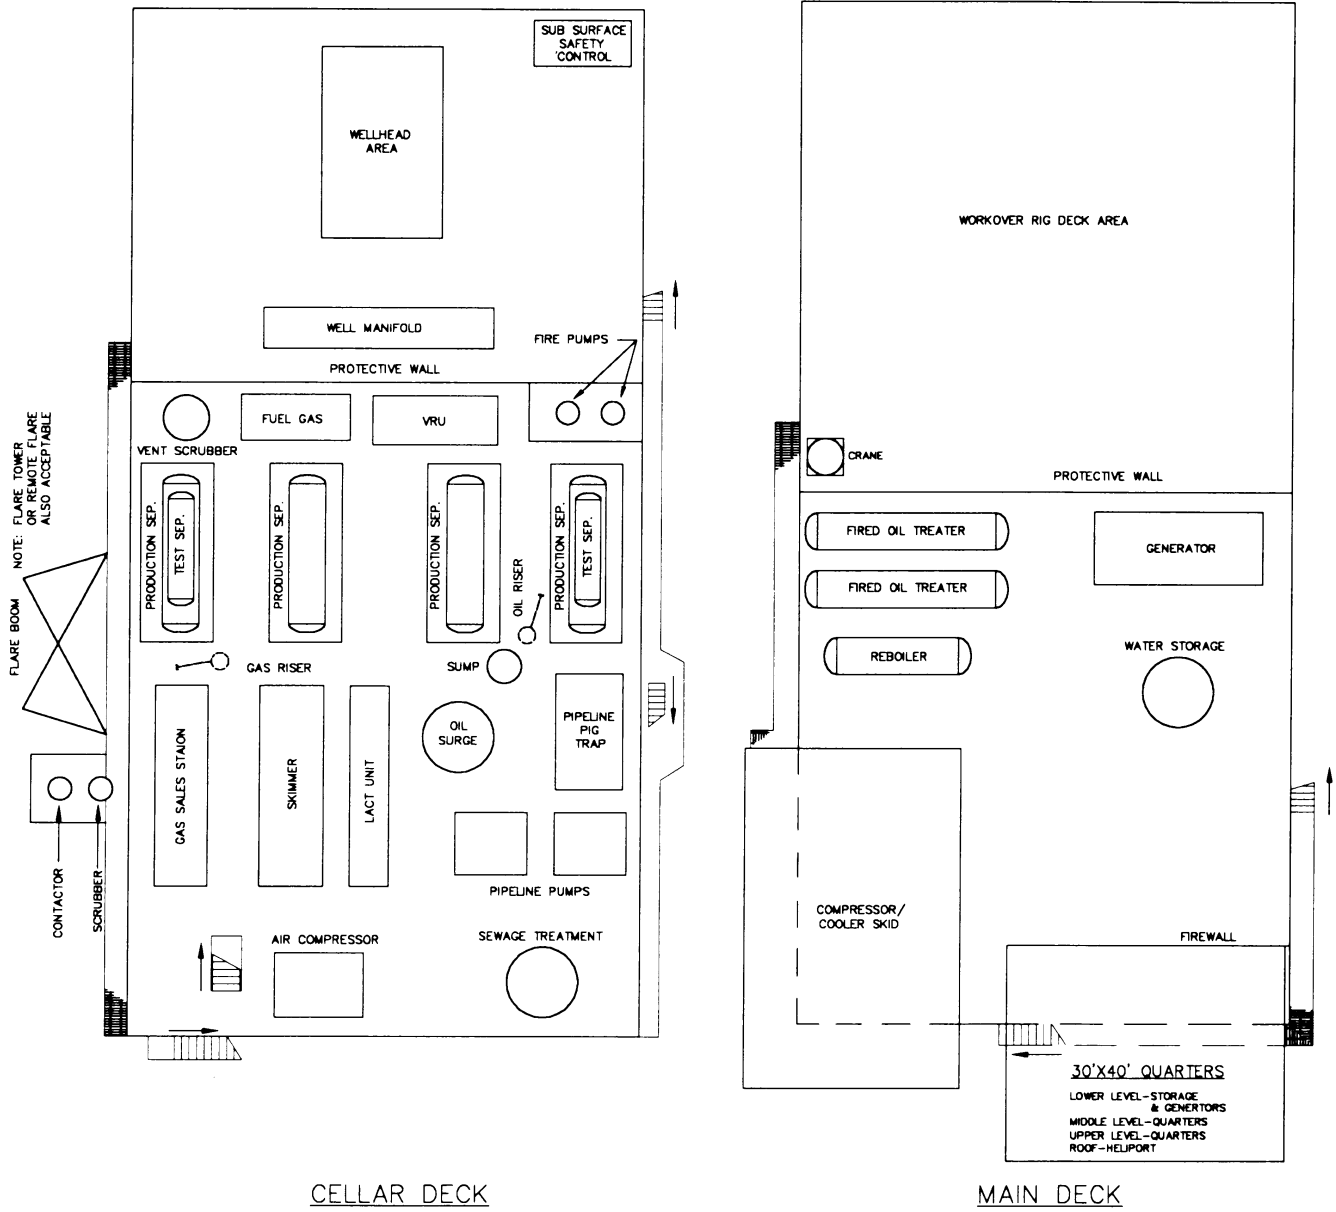 SUB SURFACE
SAFETY
'CONTROL
WELLHEAD
AREA
WELL MANIFOLD
FIRE PUMPS
PROTECTIVE WALL
FUEL GAS
VRU
VENT SCRUBBER
PRODUCTION SEP.
TEST SEP.
PRODUCTION SEP.
PRODUCTION SEP.
OIL RISER
PRODUCTION SEP.
TEST SEP.
NOTE: FLARE TOWER
OR REMOTE FLARE
ALSO ACCEPTABLE
FLARE BOOM
GAS RISER
SUMP
GAS SALES STAION
SKIMMER
LACT UNIT
OIL
SURGE
PIPELINE
PIG
TRAP
PIPELINE PUMPS
CONTACTOR
SCRUBBER
AIR COMPRESSOR
SEWAGE TREATMENT
CELLAR DECK
WORKOVER RIG DECK AREA
CRANE
PROTECTIVE WALL
FIRED OIL TREATER
GENERATOR
FIRED OIL TREATER
REBOILER
WATER STORAGE
COMPRESSOR/
COOLER SKID
FIREWALL
30'X40' QUARTERS
LOWER LEVEL-STORAGE
& GENERTORS
MIDDLE LEVEL-QUARTERS
UPPER LEVEL-QUARTERS
ROOF-HELIPORT
MAIN DECK